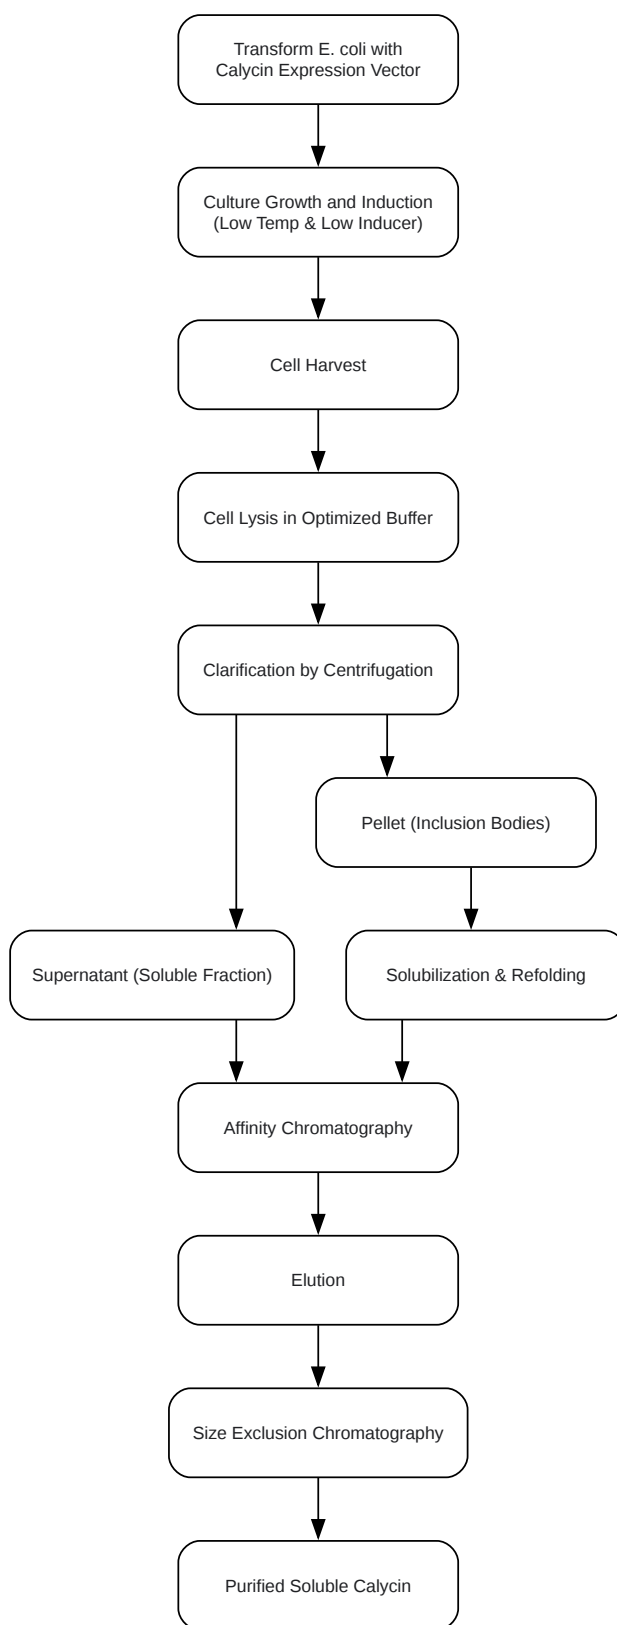 Transform E. coli with
Calycin Expression Vector
Culture Growth and Induction
(Low Temp & Low Inducer)
Cell Harvest
Cell Lysis in Optimized Buffer
Clarification by Centrifugation
Pellet (Inclusion Bodies)
Supernatant (Soluble Fraction)
Solubilization & Refolding
Affinity Chromatography
Elution
Size Exclusion Chromatography
Purified Soluble Calycin